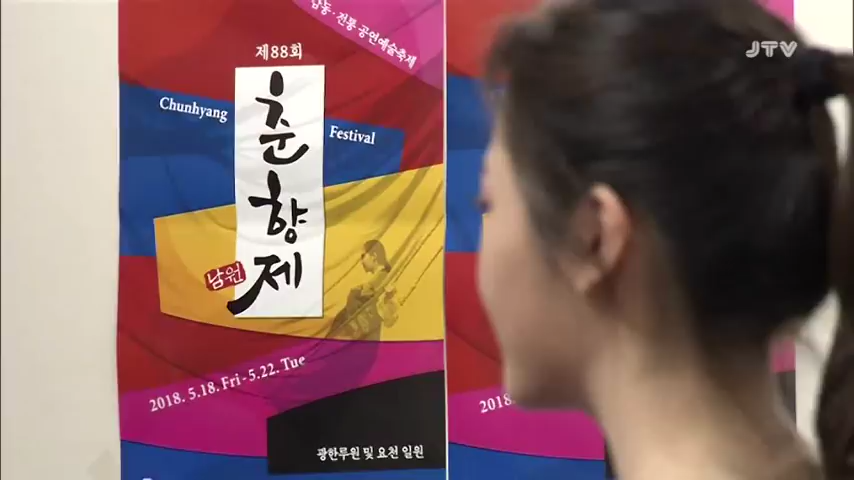 남농·전통 공연예술축제
제88회
Chunhyang
Festival
춘향제
남원
2018. 5.18. Fri - 5.22. Tue
광한루원 및 요천 일원
2018.
JTV